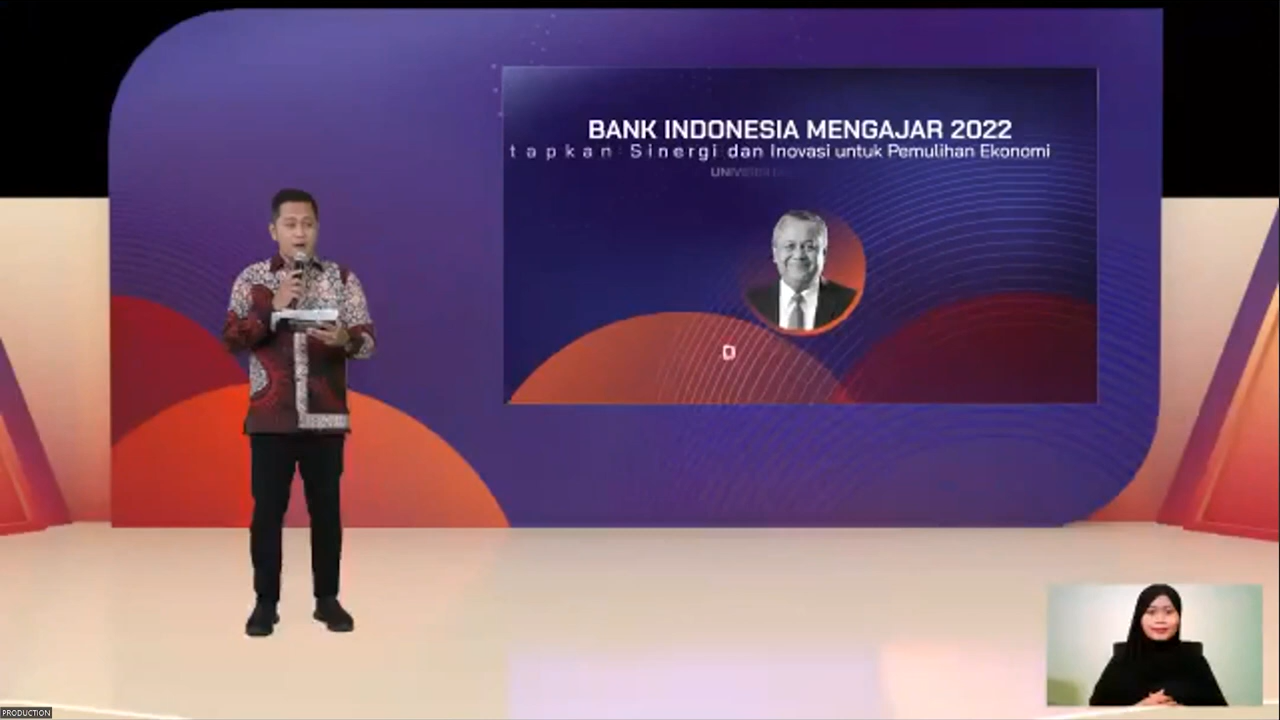 BANK INDONESIA MENGAJAR 2022
tapkan Sinergi dan Inovasi untuk Pemulihan Ekonomi
PRODUCTION